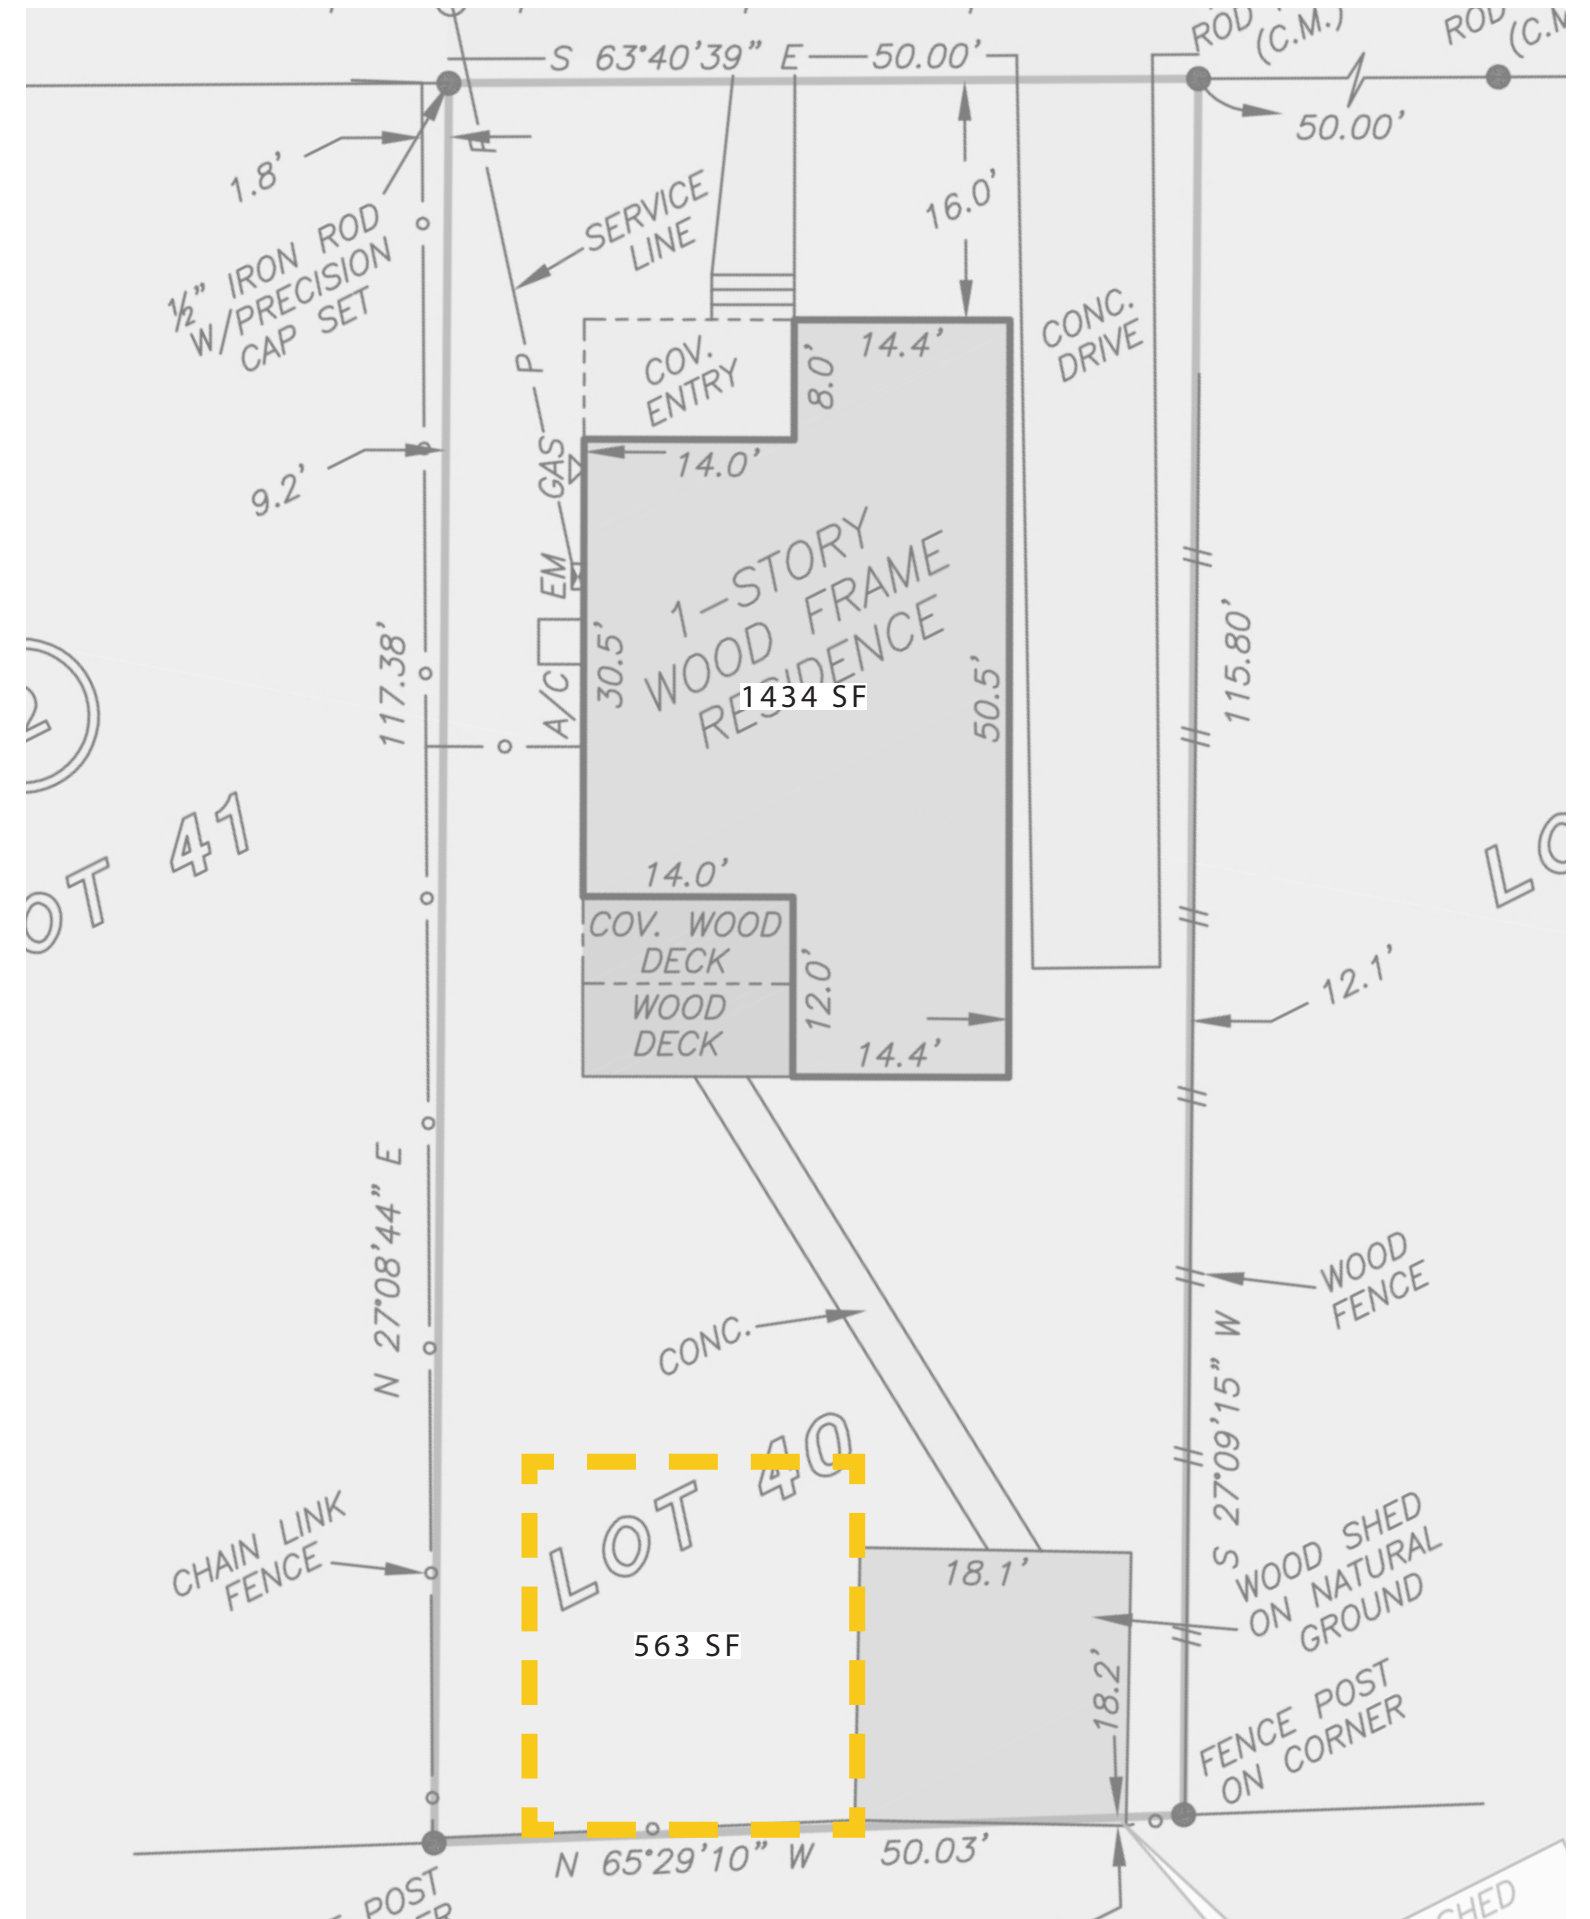 ROD
(C.M.)
ROD
(C.M
S 63°40'39" E
50.00'
50.00'
1.8'
P
½" IRON ROD
W/PRECISION
CAP SET
SERVICE
LINE
16.0'
CONC.
DRIVE
COV.
ENTRY
14.4'
8.0'
P
9.2'
GAS
14.0'
1-STORY
WOOD FRAME
RESIDENCE
1434 SF
EM
A/C
30.5'
50.5'
117.38'
115.80'
2
OT 41
LO
14.0'
COV. WOOD
DECK
WOOD
DECK
12.0'
14.4'
12.1'
N 27°08'44" E
CONC.
WOOD
FENCE
S 27°09'15" W
LOT 40
CHAIN LINK
FENCE
563 SF
18.1'
18.2'
WOOD SHED
ON NATURAL
GROUND
FENCE POST
ON CORNER
N 65°29'10" W
50.03'
POST
HED